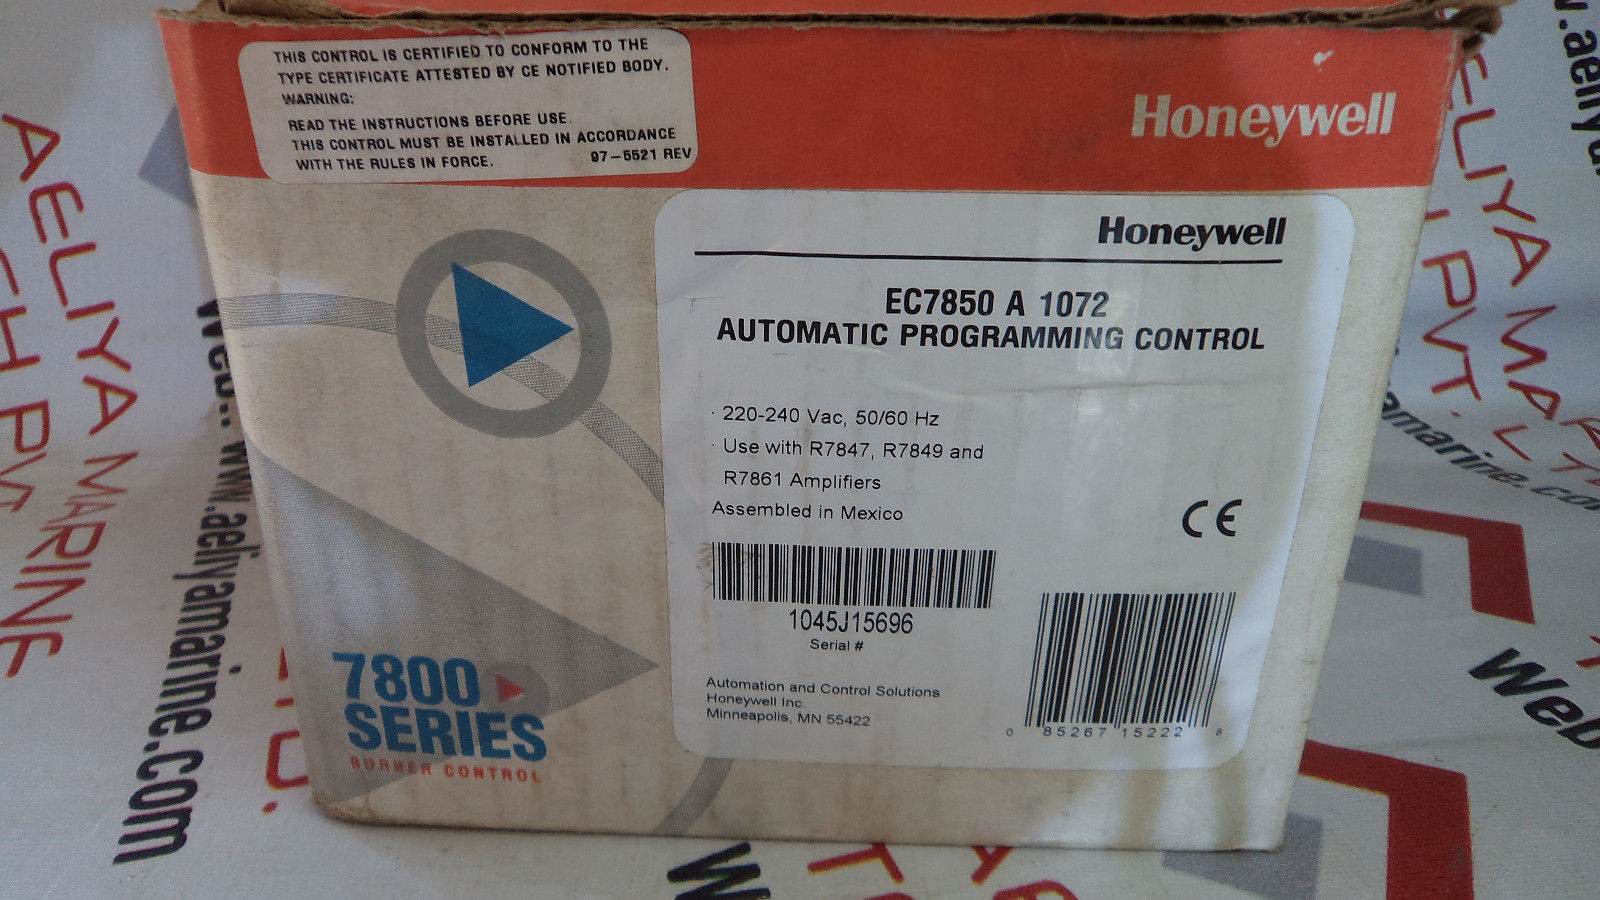 THIS CONTROL IS CERTIFIED TO CONFORM TO THE
TYPE CERTIFICATE ATTESTED BY CE NOTIFIED BODY.
WARNING:
READ THE INSTRUCTIONS BEFORE USE.
THIS CONTROL MUST BE INSTALLED IN ACCORDANCE
WITH THE RULES IN FORCE. 97-5521 REV
Honeywell
Honeywell
EC7850 A 1072
AUTOMATIC PROGRAMMING CONTROL
· 220-240 Vac, 50/60 Hz
· Use with R7847, R7849 and
R7861 Amplifiers
Assembled in Mexico
CE
1045J15696
Serial #
Automation and Control Solutions
Honeywell Inc.
Minneapolis, MN 55422
0 85267 15222 8
7800
SERIES
BURNER CONTROL
AELIYA MARINE
www.aeliyamarine.com
PVT. LTD.
Web